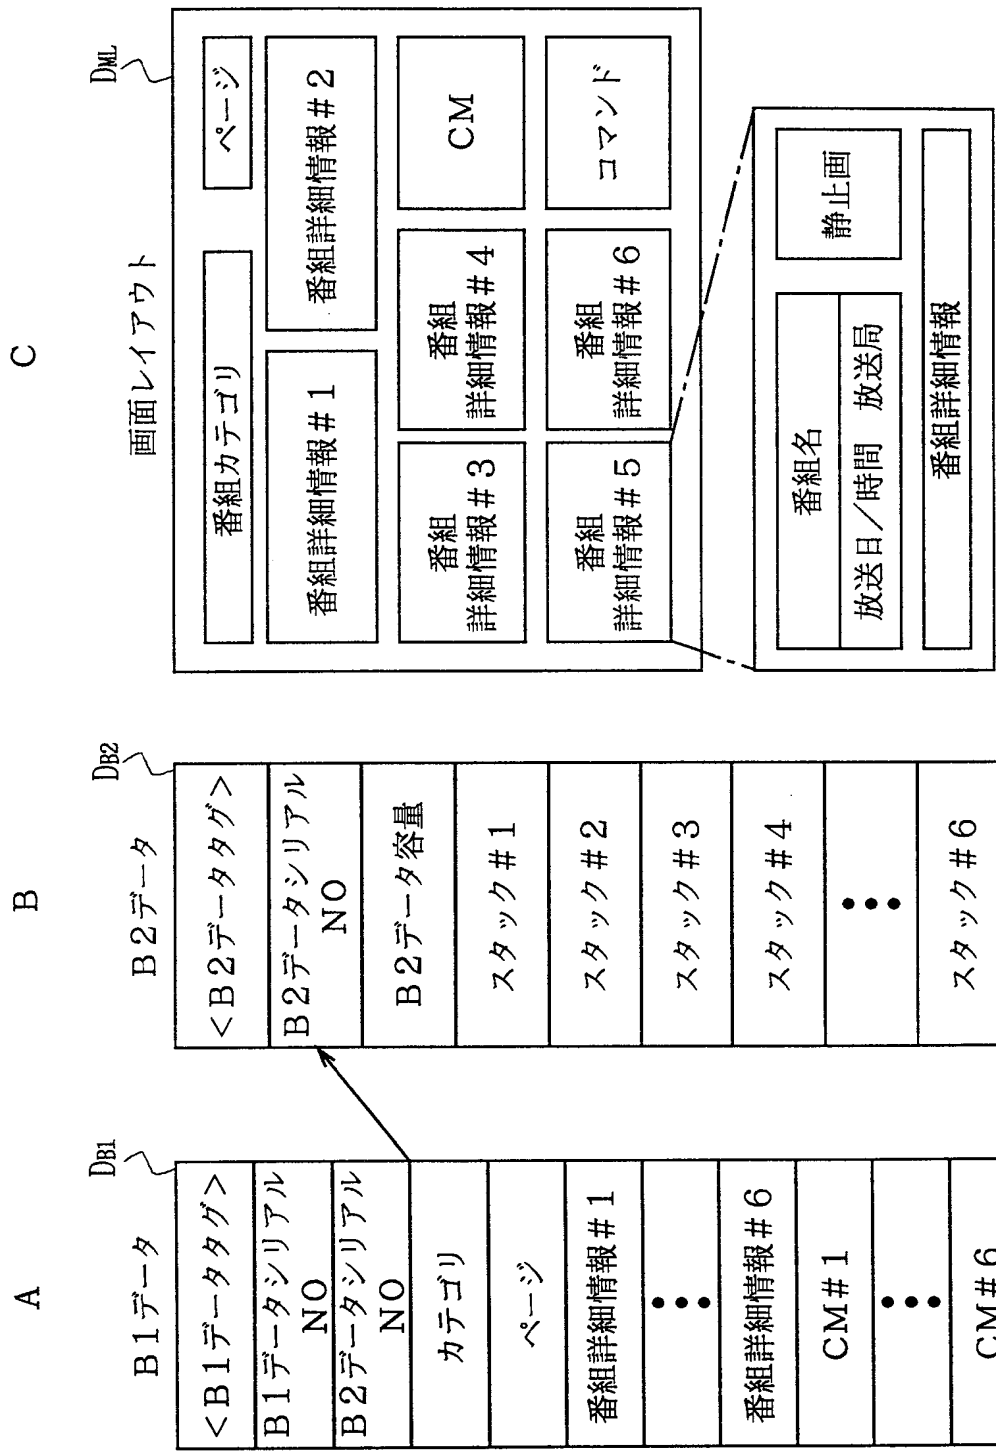 A
B1データ
DB1
<B1データタグ>
B1データシリアル
NO
B2データシリアル
NO
カテゴリ
ページ
番組詳細情報#1
•••
番組詳細情報#6
CM#1
•••
CM#6
B
B2データ
DB2
<B2データタグ>
B2データシリアル
NO
B2データ容量
スタック#1
スタック#2
スタック#3
スタック#4
•••
スタック#6
C
画面レイアウト
DML
番組カテゴリ
ページ
番組詳細情報#1
番組詳細情報#2
番組
詳細情報#3
番組
詳細情報#4
CM
番組
詳細情報#5
番組
詳細情報#6
コマンド
番組名
放送日/時間 放送局
静止画
番組詳細情報